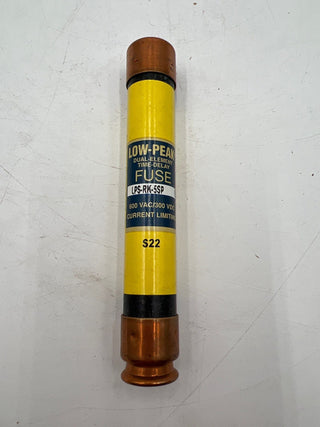 LOW-PEAK
DUAL-ELEMENT
TIME-DELAY
FUSE
LPS-RK-5SP
600 VAC/300 VDC
CURRENT LIMITING
S22